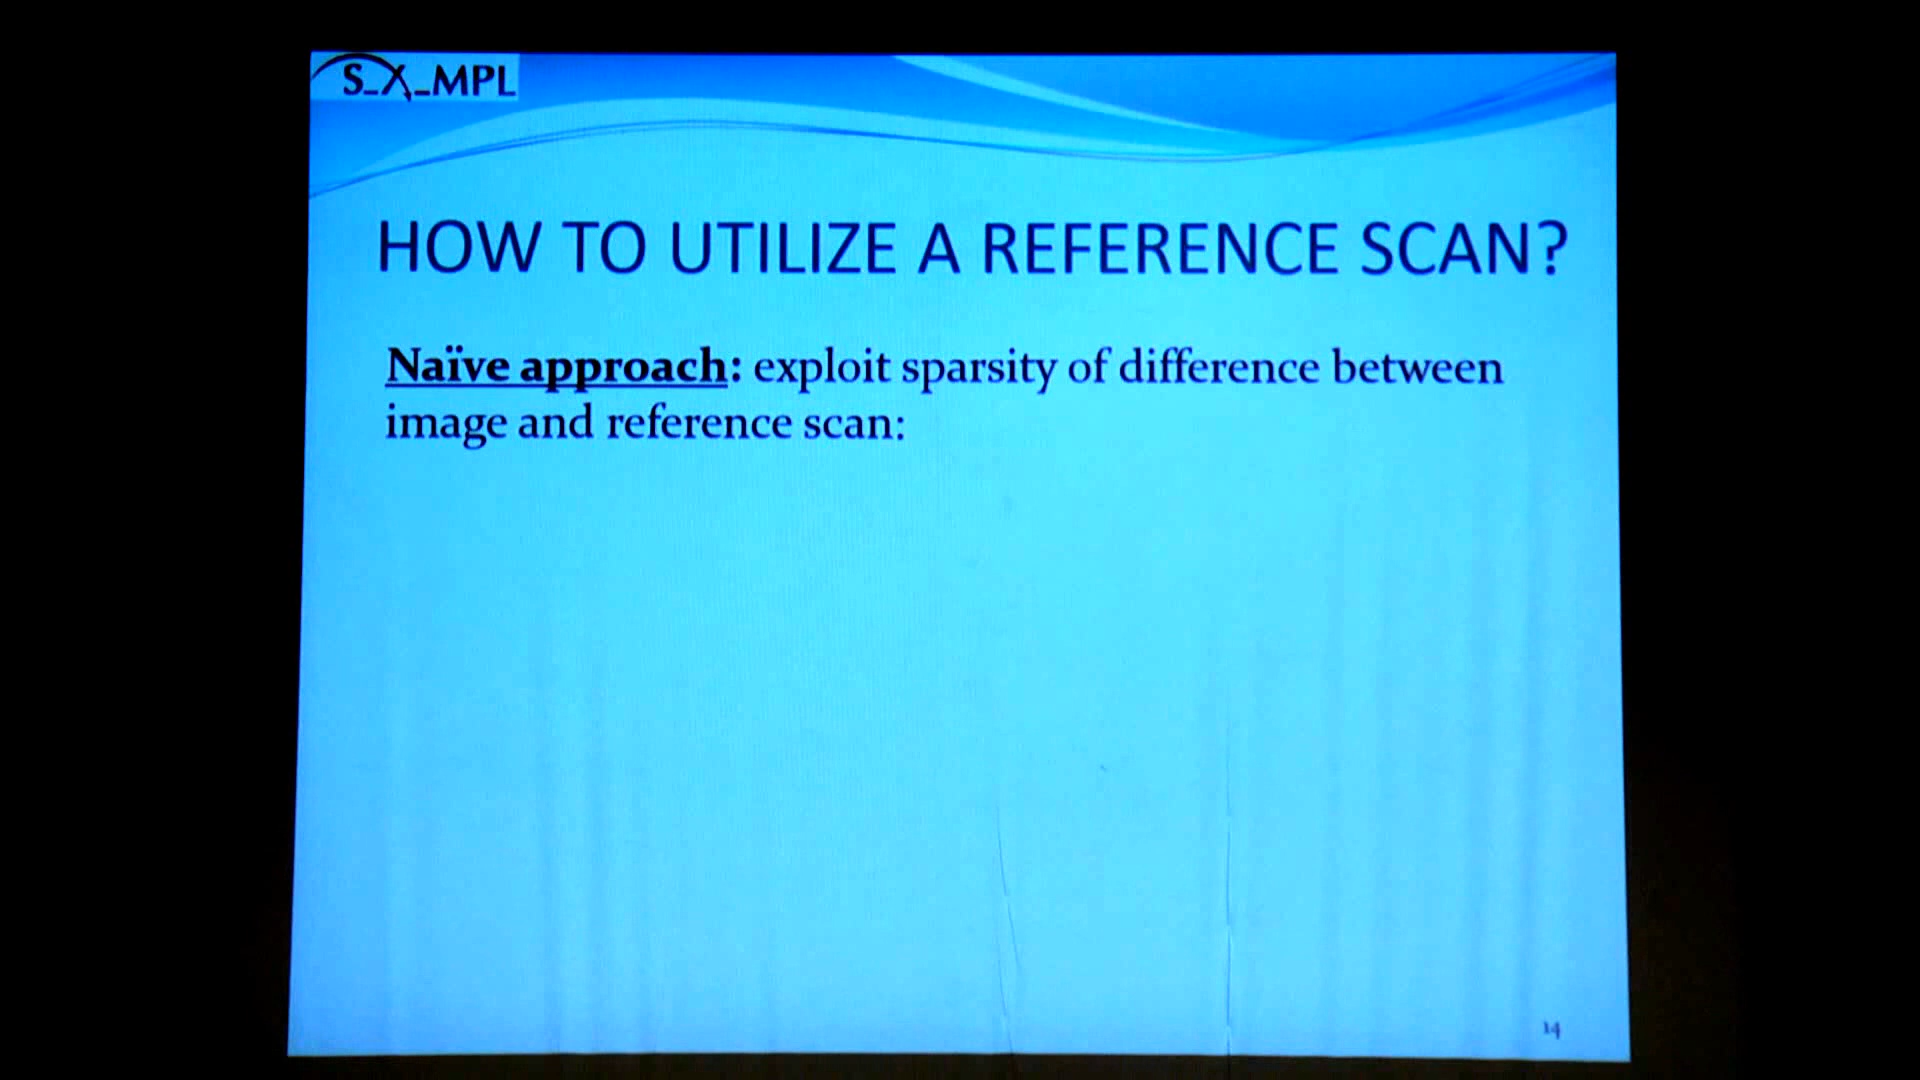 S_X_MPL
HOW TO UTILIZE A REFERENCE SCAN?
Naïve approach: exploit sparsity of difference between
image and reference scan:
14